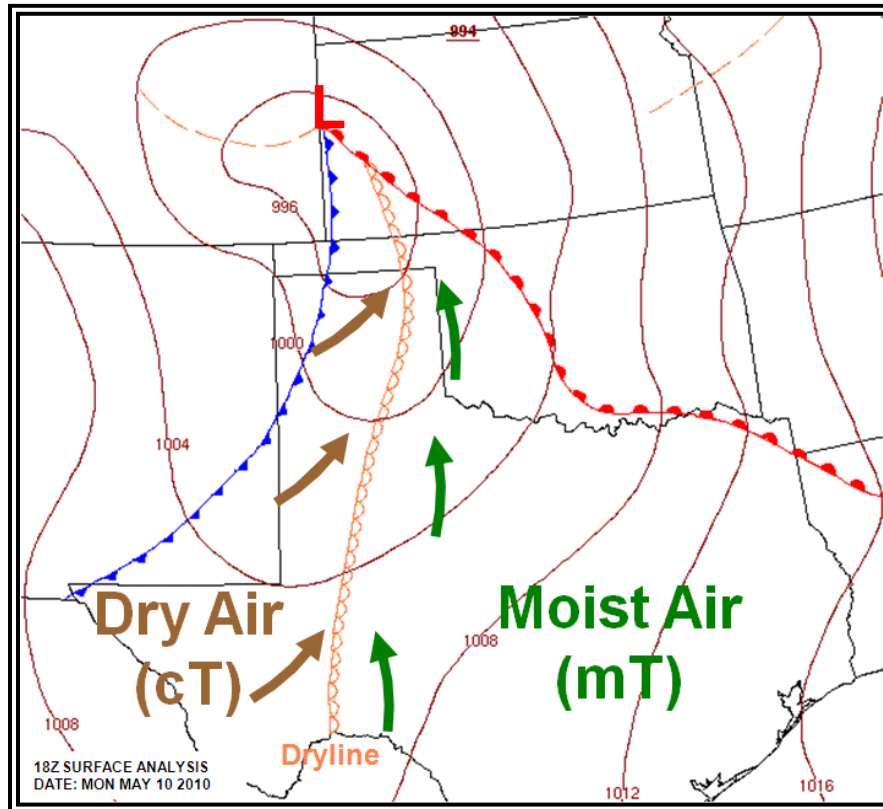 894
L
996
1000
1004
Dry Air
(cT)
Moist Air
(mT)
1008
1008
Dryline
18Z SURFACE ANALYSIS
DATE: MON MAY 10 2010
1012
1016